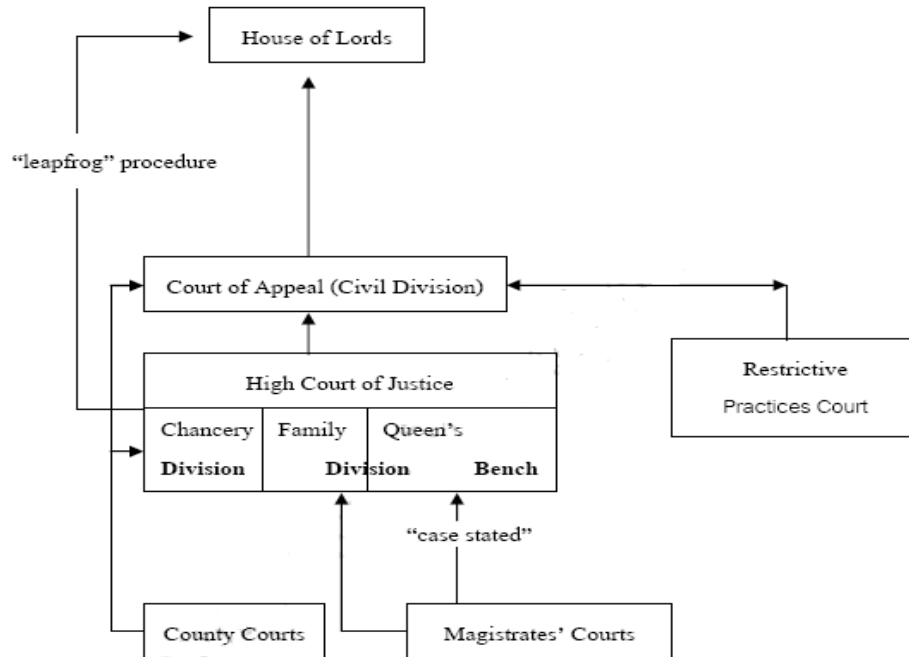 House of Lords
“leapfrog” procedure
Court of Appeal (Civil Division)
High Court of Justice
Restrictive
Practices Court
Chancery Family Queen’s
Division Division Bench
“case stated”
County Courts Magistrates’ Courts